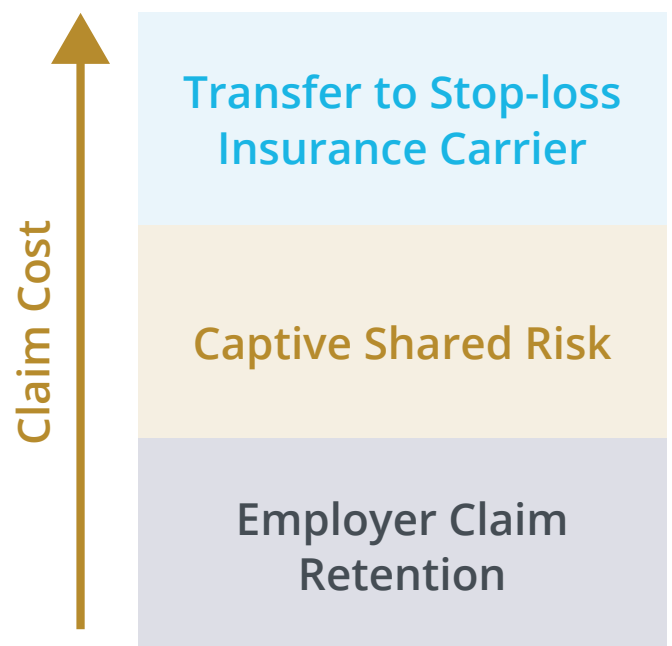 Claim Cost
Transfer to Stop-loss
Insurance Carrier
Captive Shared Risk
Employer Claim
Retention